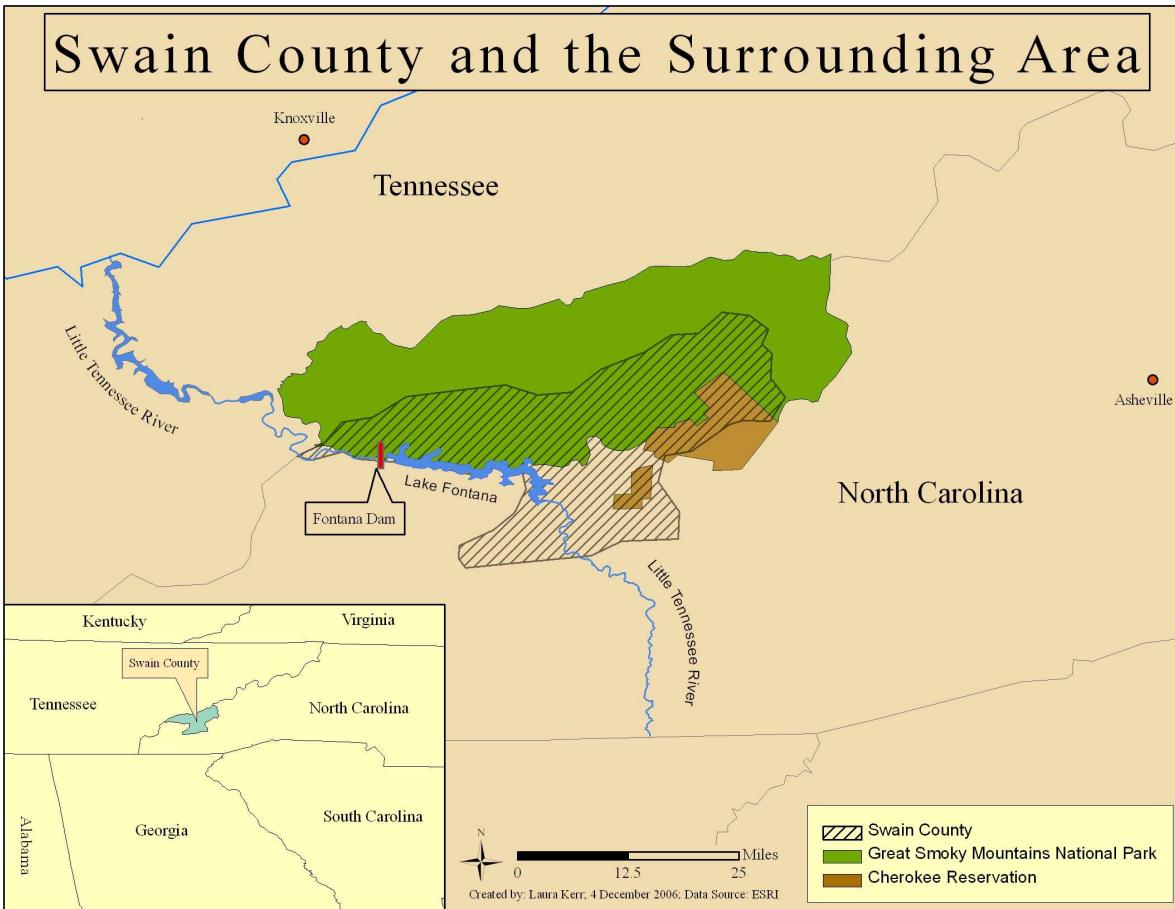 Swain County and the Surrounding Area
Knoxville
Tennessee
Little Tennessee River
Asheville
Lake Fontana
North Carolina
Fontana Dam
Little Tennessee River
Kentucky
Virginia
Swain County
Tennessee
North Carolina
South Carolina
Georgia
Alabama
N
Miles
0
12.5
25
Created by: Laura Kerr; 4 December 2006; Data Source: ESRI
Swain County
Great Smoky Mountains National Park
Cherokee Reservation